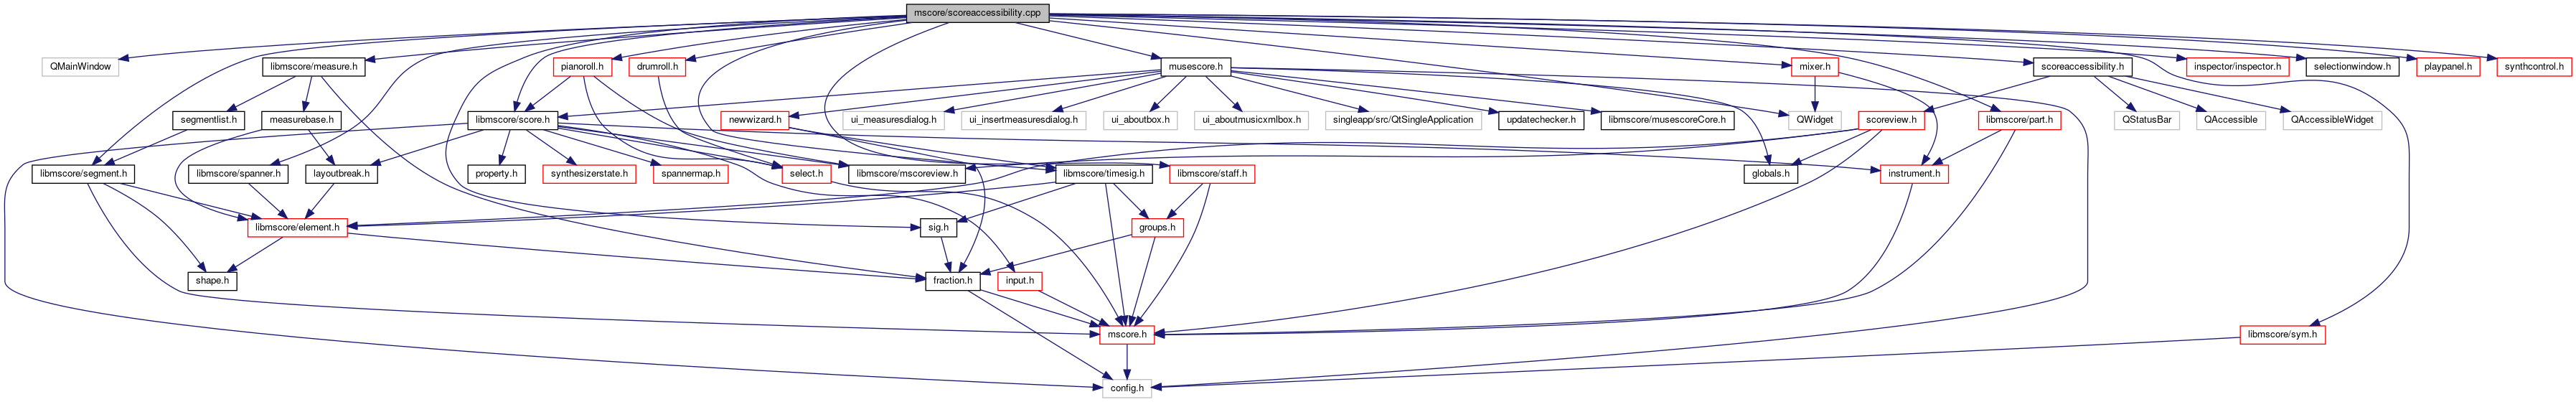 mscore/scoreaccessibility.cpp
QMainWindow
libmscore/measure.h
pianoroll.h
drumroll.h
musescore.h
mixer.h
scoreaccessibility.h
inspector/inspector.h
selectionwindow.h
playpanel.h
synthcontrol.h
segmentlist.h
measurebase.h
libmscore/score.h
newwizard.h
ui_measuresdialog.h
ui_insertmeasuresdialog.h
ui_aboutbox.h
ui_aboutmusicxmlbox.h
singleapp/src/QtSingleApplication
updatechecker.h
libmscore/musescoreCore.h
QWidget
scoreview.h
libmscore/part.h
QStatusBar
QAccessible
QAccessibleWidget
libmscore/segment.h
libmscore/spanner.h
layoutbreak.h
property.h
synthesizerstate.h
spannermap.h
select.h
libmscore/mscoreview.h
libmscore/timesig.h
libmscore/staff.h
globals.h
instrument.h
libmscore/element.h
sig.h
groups.h
shape.h
fraction.h
input.h
mscore.h
libmscore/sym.h
config.h